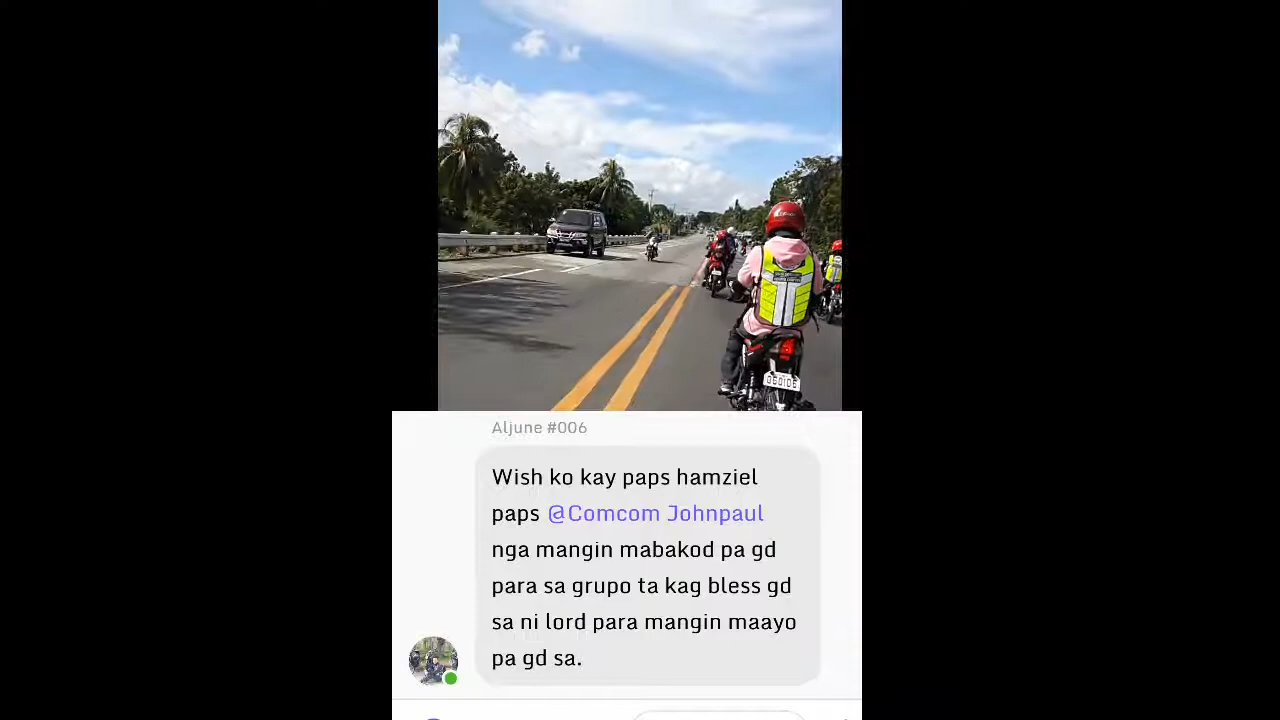 060106
Aljune #006
Wish ko kay paps hamziel
paps @Comcom Johnpaul
nga mangin mabakod pa gd
para sa grupo ta kag bless gd
sa ni lord para mangin maayo
pa gd sa.